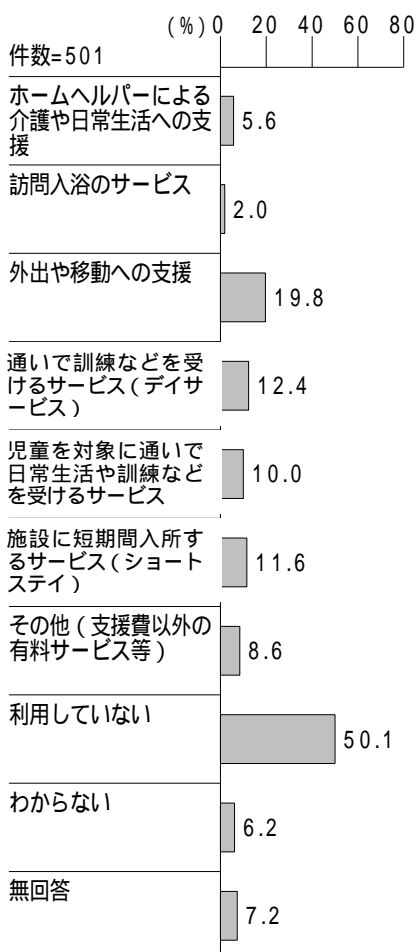 (%) 0 20 40 60 80
件数=501
ホームヘルパーによる
介護や日常生活への支
援
5.6
訪問入浴のサービス
2.0
外出や移動への支援
19.8
通いで訓練などを受
けるサービス(デイサ
ービス)
12.4
児童を対象に通いで
日常生活や訓練など
を受けるサービス
10.0
施設に短期間入所す
るサービス(ショート
ステイ)
11.6
その他(支援費以外の
有料サービス等)
8.6
利用していない
50.1
わからない
6.2
無回答
7.2